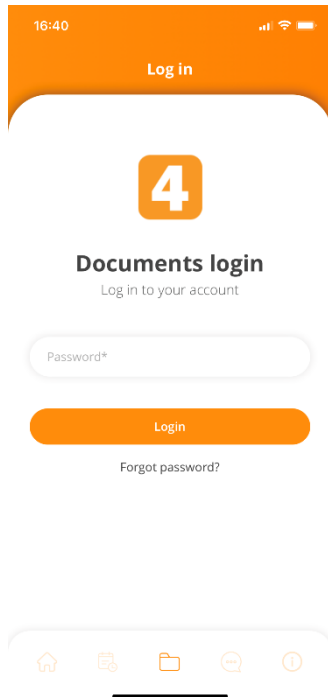 16:40
Log in
4
Documents login
Log in to your account
Password*
Login
Forgot password?